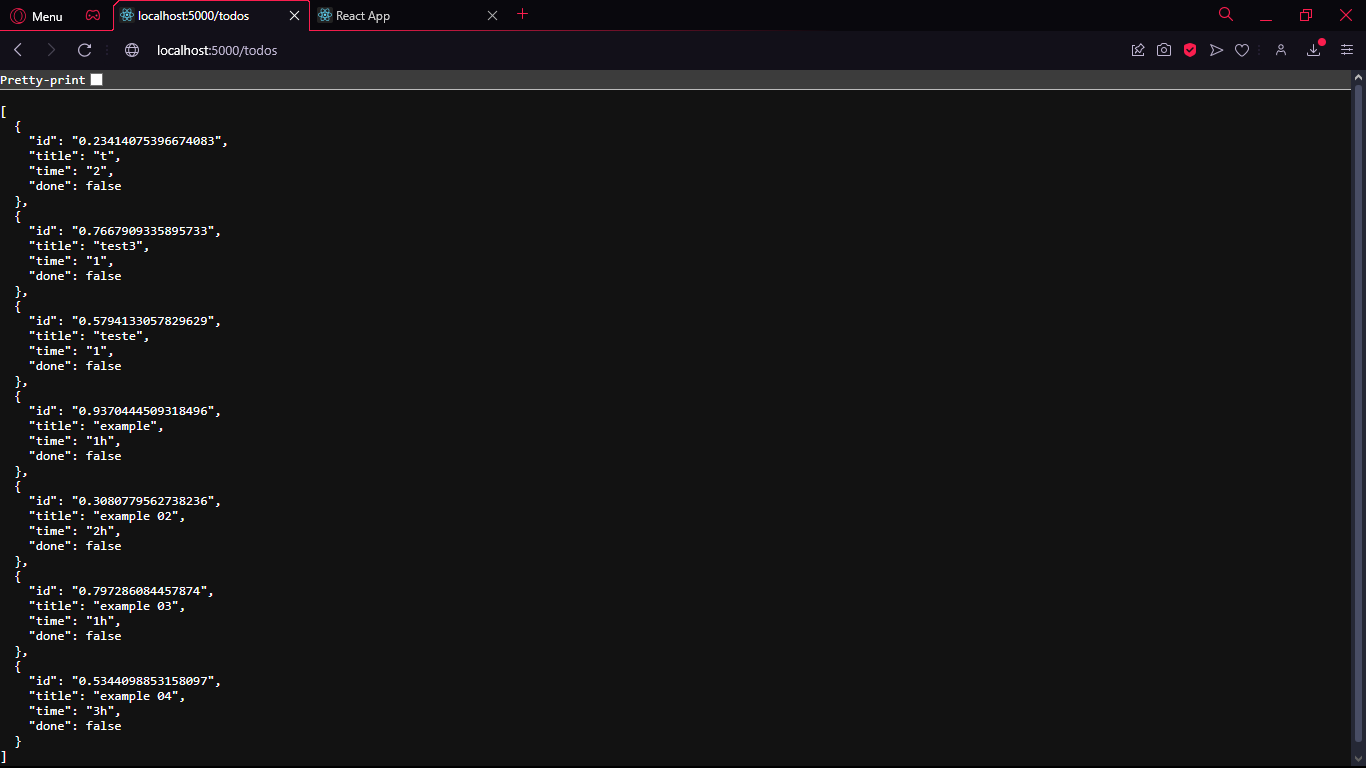 Menu
localhost:5000/todos
React App
localhost:5000/todos
Pretty-print
[
  {
    "id": "0.23414075396674083",
    "title": "t",
    "time": "2",
    "done": false
  },
  {
    "id": "0.7667909335895733",
    "title": "test3",
    "time": "1",
    "done": false
  },
  {
    "id": "0.5794133057829629",
    "title": "teste",
    "time": "1",
    "done": false
  },
  {
    "id": "0.9370444509318496",
    "title": "example",
    "time": "1h",
    "done": false
  },
  {
    "id": "0.3080779562738236",
    "title": "example 02",
    "time": "2h",
    "done": false
  },
  {
    "id": "0.797286084457874",
    "title": "example 03",
    "time": "1h",
    "done": false
  },
  {
    "id": "0.5344098853158097",
    "title": "example 04",
    "time": "3h",
    "done": false
  }
]